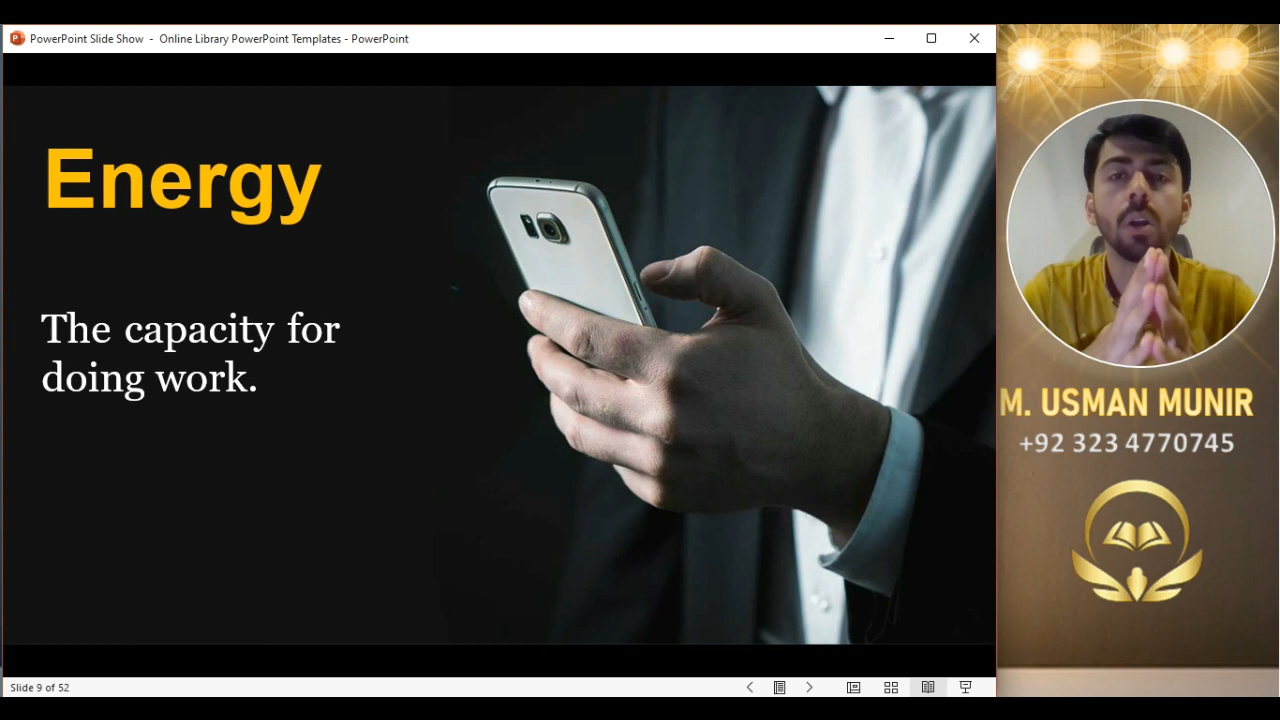 PowerPoint Slide Show - Online Library PowerPoint Templates - PowerPoint
Energy
The capacity for
doing work.
M. USMAN MUNIR
+92 323 4770745
Slide 9 of 52